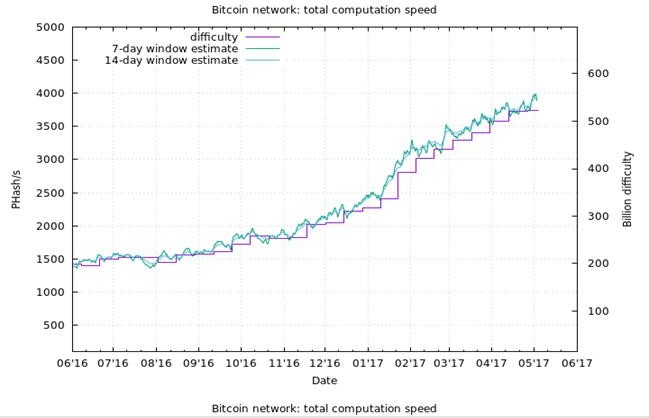 Bitcoin network: total computation speed
difficulty
7-day window estimate
14-day window estimate
5000
4500
4000
3500
3000
2500
2000
1500
1000
500
PHash/s
600
500
400
300
200
100
Billion difficulty
06'16 07'16 08'16 09'16 10'16 11'16 12'16 01'17 02'17 03'17 04'17 05'17 06'17
Date
Bitcoin network: total computation speed